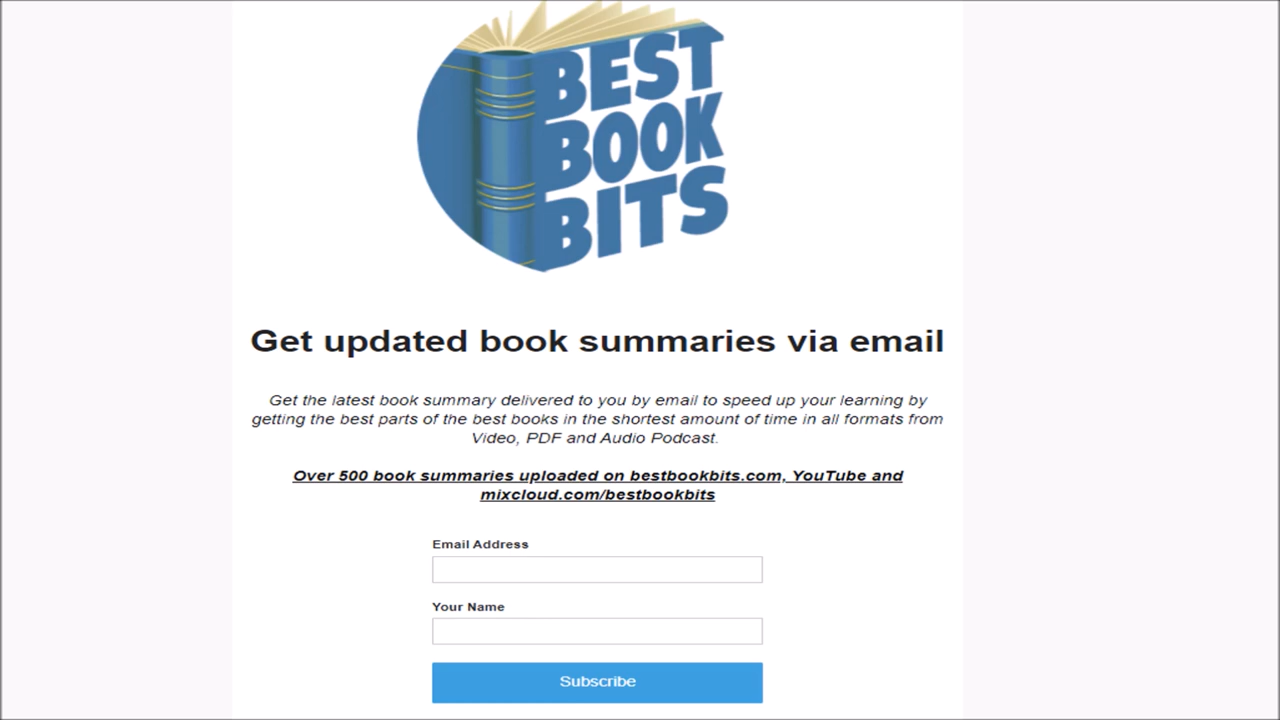 BEST
BOOK
BITS
Get updated book summaries via email
Get the latest book summary delivered to you by email to speed up your learning by
getting the best parts of the best books in the shortest amount of time in all formats from
Video, PDF and Audio Podcast.
Over 500 book summaries uploaded on bestbookbits.com, YouTube and
mixcloud.com/bestbookbits
Email Address
Your Name
Subscribe